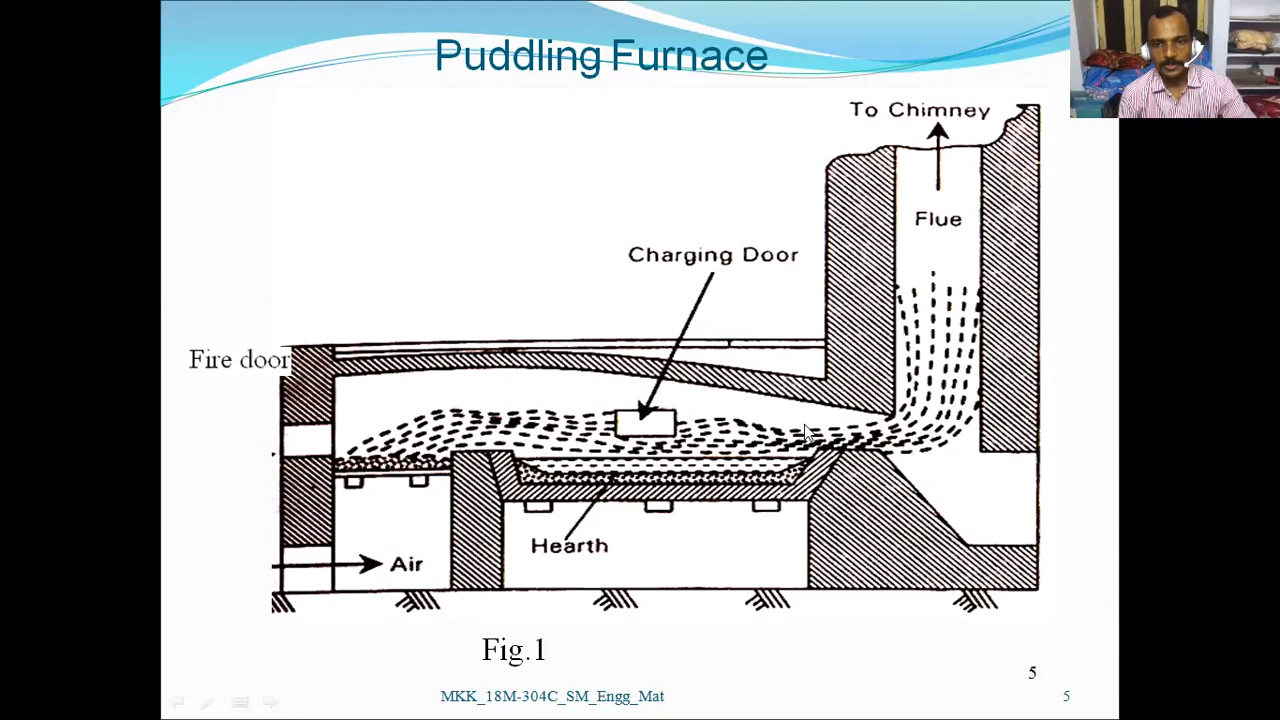 Puddling Furnace
To Chimney
Flue
Charging Door
Fire door
Hearth
Air
Fig.1
5
MKK_18M-304C_SM_Engg_Mat
5